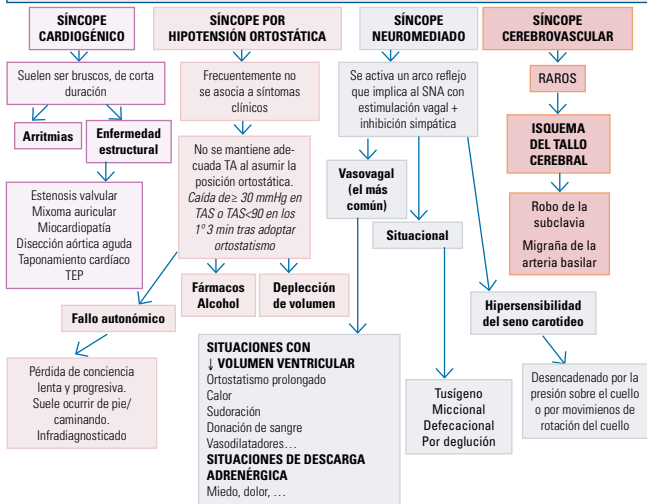 SÍNCOPE
CARDIOGÉNICO
Suelen ser bruscos, de corta
duración
Arritmias
Enfermedad
estructural
Estenosis valvular
Mixoma auricular
Miocardiopatía
Disección aórtica aguda
Taponamiento cardíaco
TEP
SÍNCOPE POR
HIPOTENSIÓN ORTOSTÁTICA
Frecuentemente no
se asocia a síntomas
clínicos
No se mantiene ade-
cuada TA al asumir la
posición ortostática.
Caída de≥ 30 mmHg en
TAS o TAS<90 en los
1º 3 min tras adoptar
ortostatismo
Fármacos
Alcohol
Deplección
de volumen
Fallo autonómico
Pérdida de conciencia
lenta y progresiva.
Suele ocurrir de pie/
caminando.
Infradiagnosticado
SÍNCOPE
NEUROMEDIADO
Se activa un arco reflejo
que implica al SNA con
estimulación vagal +
inhibición simpática
Vasovagal
(el más
común)
Situacional
Hipersensibilidad
del seno carotideo
SITUACIONES CON
↓ VOLUMEN VENTRICULAR
Ortostatismo prolongado
Calor
Sudoración
Donación de sangre
Vasodilatadores…
SITUACIONES DE DESCARGA
ADRENÉRGICA
Miedo, dolor, …
Tusígeno
Miccional
Defecacional
Por deglución
Desencadenado por la
presión sobre el cuello
o por movimienos de
rotación del cuello
SÍNCOPE
CEREBROVASCULAR
RAROS
ISQUEMA
DEL TALLO
CEREBRAL
Robo de la
subclavia
Migraña de la
arteria basilar